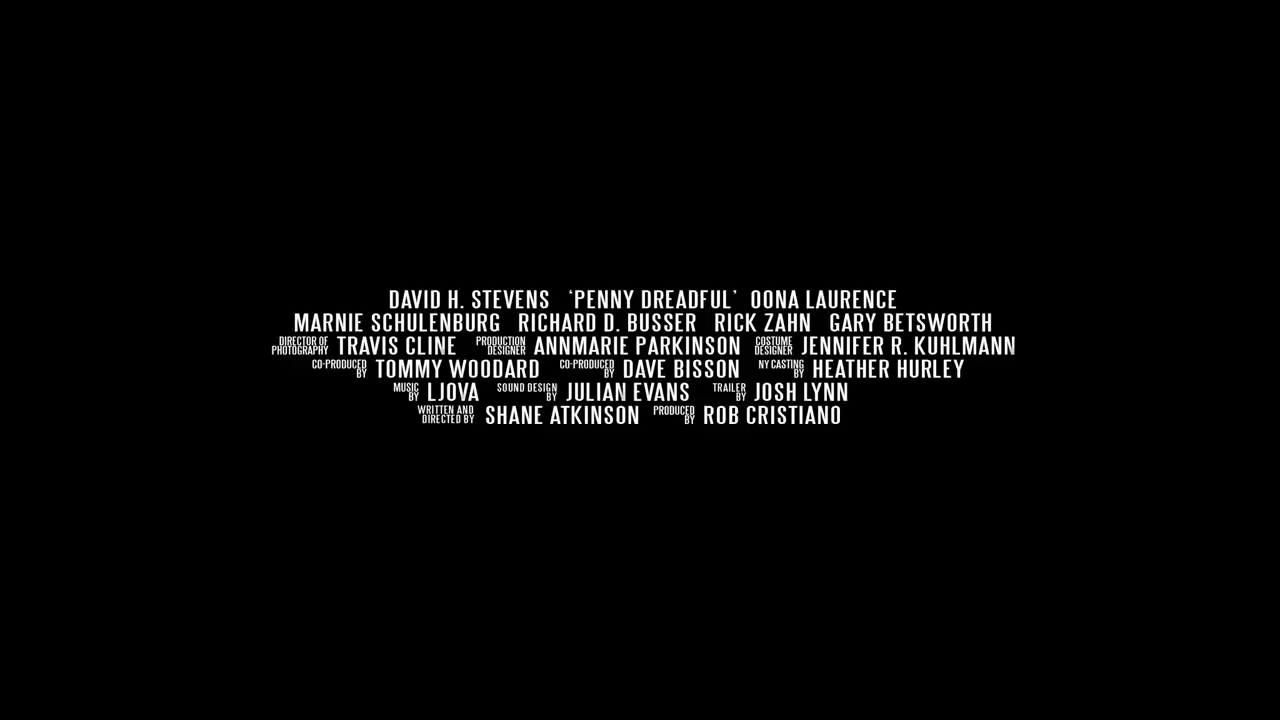 DAVID H. STEVENS ‘PENNY DREADFUL’ OONA LAURENCE
MARNIE SCHULENBURG RICHARD D. BUSSER RICK ZAHN GARY BETSWORTH
DIRECTOR OF PHOTOGRAPHY TRAVIS CLINE PRODUCTION DESIGNER ANNMARIE PARKINSON COSTUME DESIGNER JENNIFER R. KUHLMANN
CO-PRODUCED BY TOMMY WOODARD CO-PRODUCED BY DAVE BISSON NY CASTING BY HEATHER HURLEY
MUSIC BY LJOVA SOUND DESIGN BY JULIAN EVANS TRAILER BY JOSH LYNN
WRITTEN AND DIRECTED BY SHANE ATKINSON PRODUCED BY ROB CRISTIANO